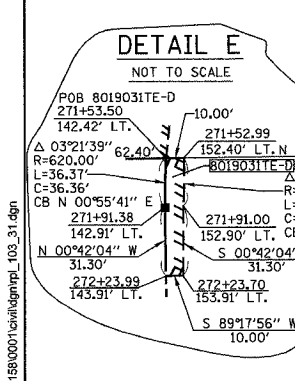 DETAIL E
NOT TO SCALE
POB 8019031TE-D
271+53.50
142.42' LT.
10.00'
271+52.99
152.40' LT.
N
Δ 03°21'39"
62.40'
8019031TE-D
R=620.00'
Δ
L=36.37'
R=
C=36.36'
L=
CB N 00°55'41" E
C=
271+91.38
142.91' LT.
271+91.00
152.90' LT.
CB
N 00°42'04" W
31.30'
S 00°42'04"
31.30'
272+23.99
143.91' LT.
272+23.70
153.91' LT.
S 89°17'56" W
10.00'
158\0001\civil\dgn\rpl_103_31.dgn